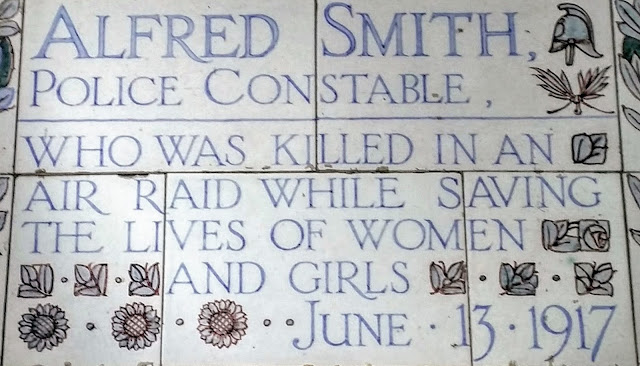 ALFRED SMITH,
POLICE CONSTABLE,
WHO WAS KILLED IN AN
AIR RAID WHILE SAVING
THE LIVES OF WOMEN
AND GIRLS
JUNE · 13 · 1917